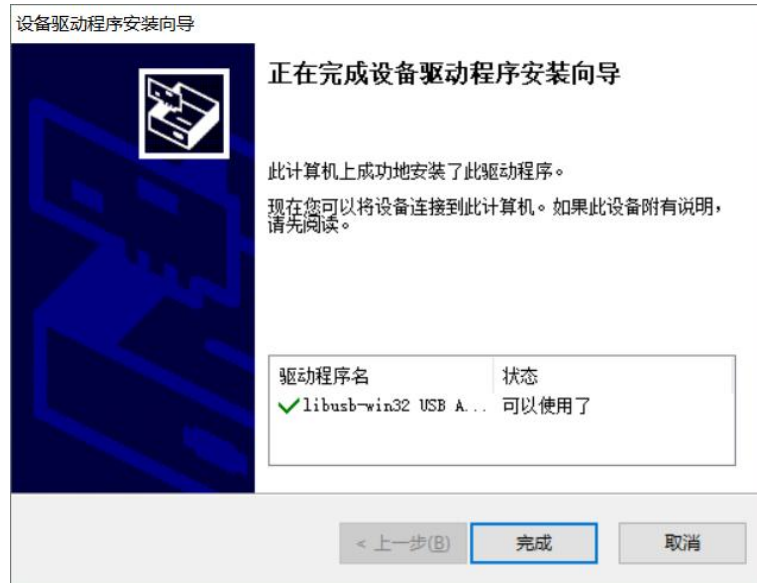 设备驱动程序安装向导
正在完成设备驱动程序安装向导
此计算机上成功地安装了此驱动程序。
现在您可以将设备连接到此计算机。如果此设备附有说明，
请先阅读。
驱动程序名 状态
libusb-win32 USB A... 可以使用了
< 上一步(B) 完成 取消